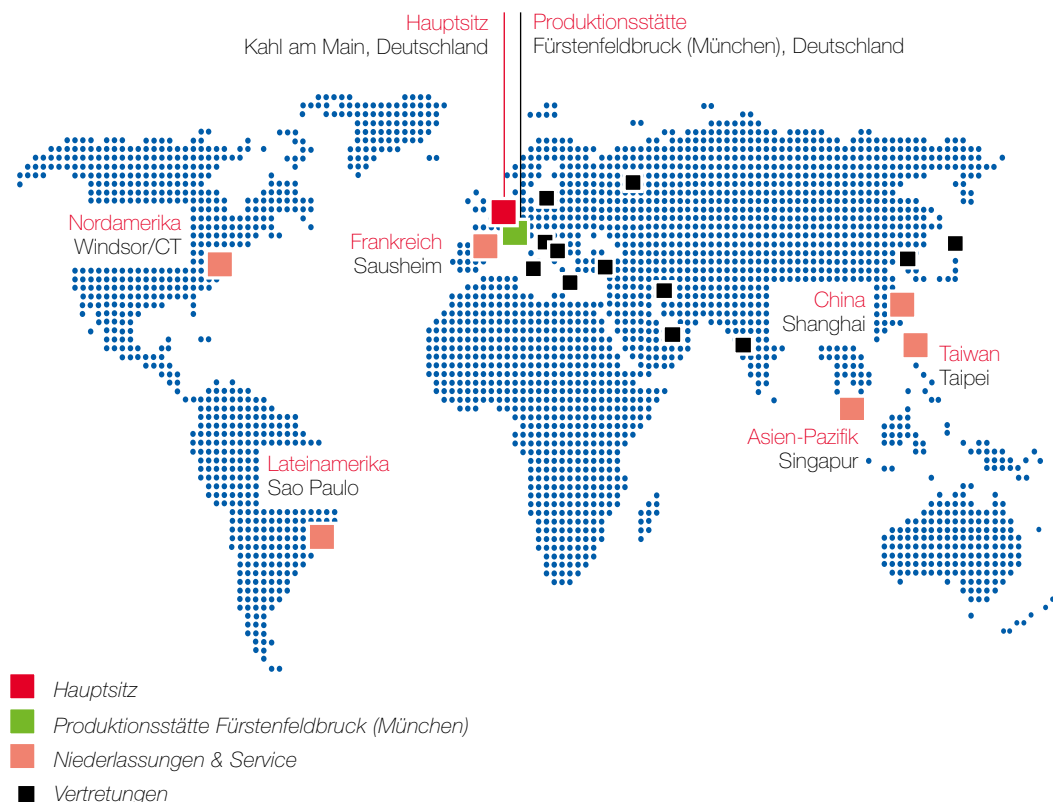 Hauptsitz
Kahl am Main, Deutschland
Produktionsstätte
Fürstenfeldbruck (München), Deutschland
Nordamerika
Windsor/CT
Frankreich
Sausheim
China
Shanghai
Taiwan
Taipei
Asien-Pazifik
Singapur
Lateinamerika
Sao Paulo
Hauptsitz
Produktionsstätte Fürstenfeldbruck (München)
Niederlassungen & Service
Vertretungen